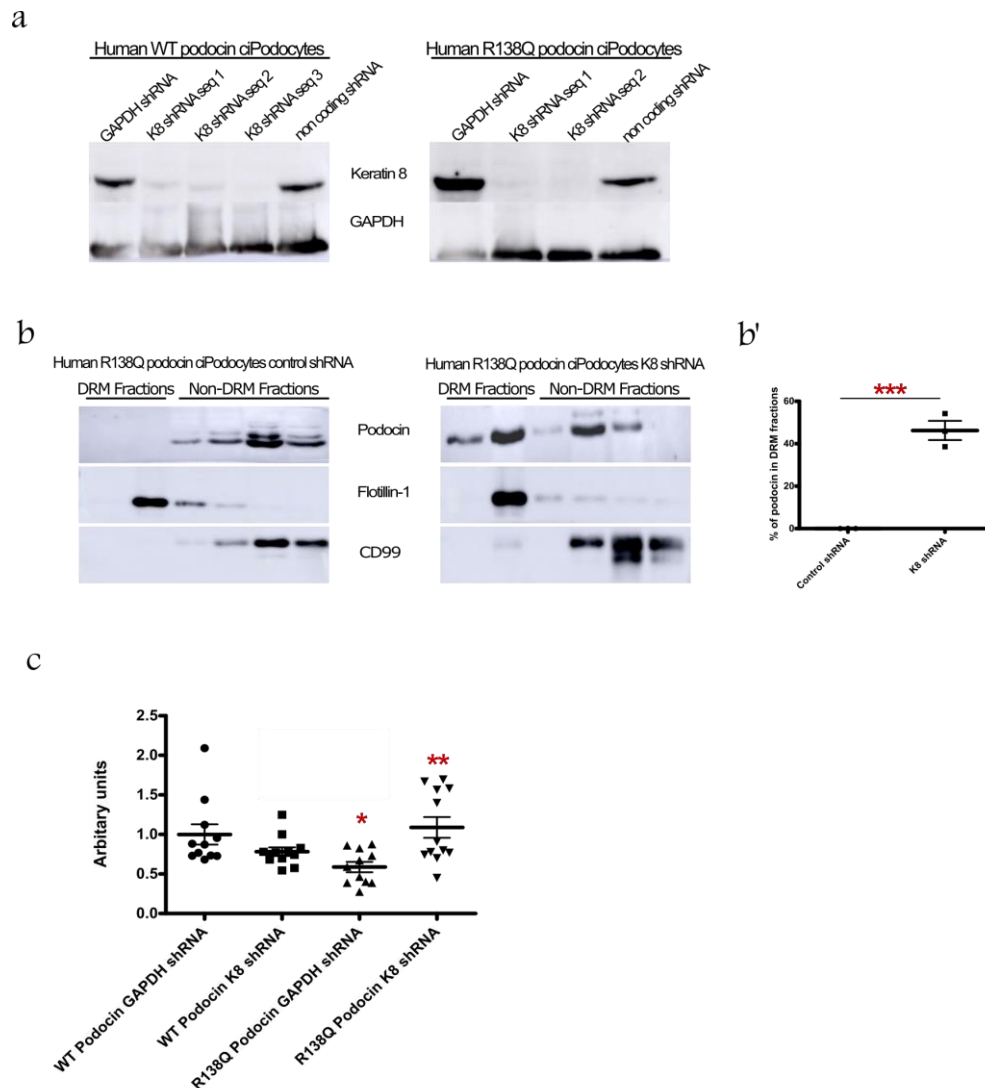 a
Human WT podocin ciPodocytes
Human R138Q podocin ciPodocytes
GAPDH shRNA
K8 shRNA seq 1
K8 shRNA seq 2
K8 shRNA seq 3
non coding shRNA
GAPDH shRNA
K8 shRNA seq 1
K8 shRNA seq 2
non coding shRNA
Keratin 8
GAPDH
b
Human R138Q podocin ciPodocytes control shRNA
DRM Fractions Non-DRM Fractions
Human R138Q podocin ciPodocytes K8 shRNA
DRM Fractions Non-DRM Fractions
Podocin
Flotillin-1
CD99
b'
***
% of podocin in DRM fractions
60
40
20
0
Control shRNA
K8 shRNA
c
Arbitary units
2.5
2.0
1.5
1.0
0.5
0.0
*
**
WT Podocin GAPDH shRNA
WT Podocin K8 shRNA
R138Q Podocin GAPDH shRNA
R138Q Podocin K8 shRNA